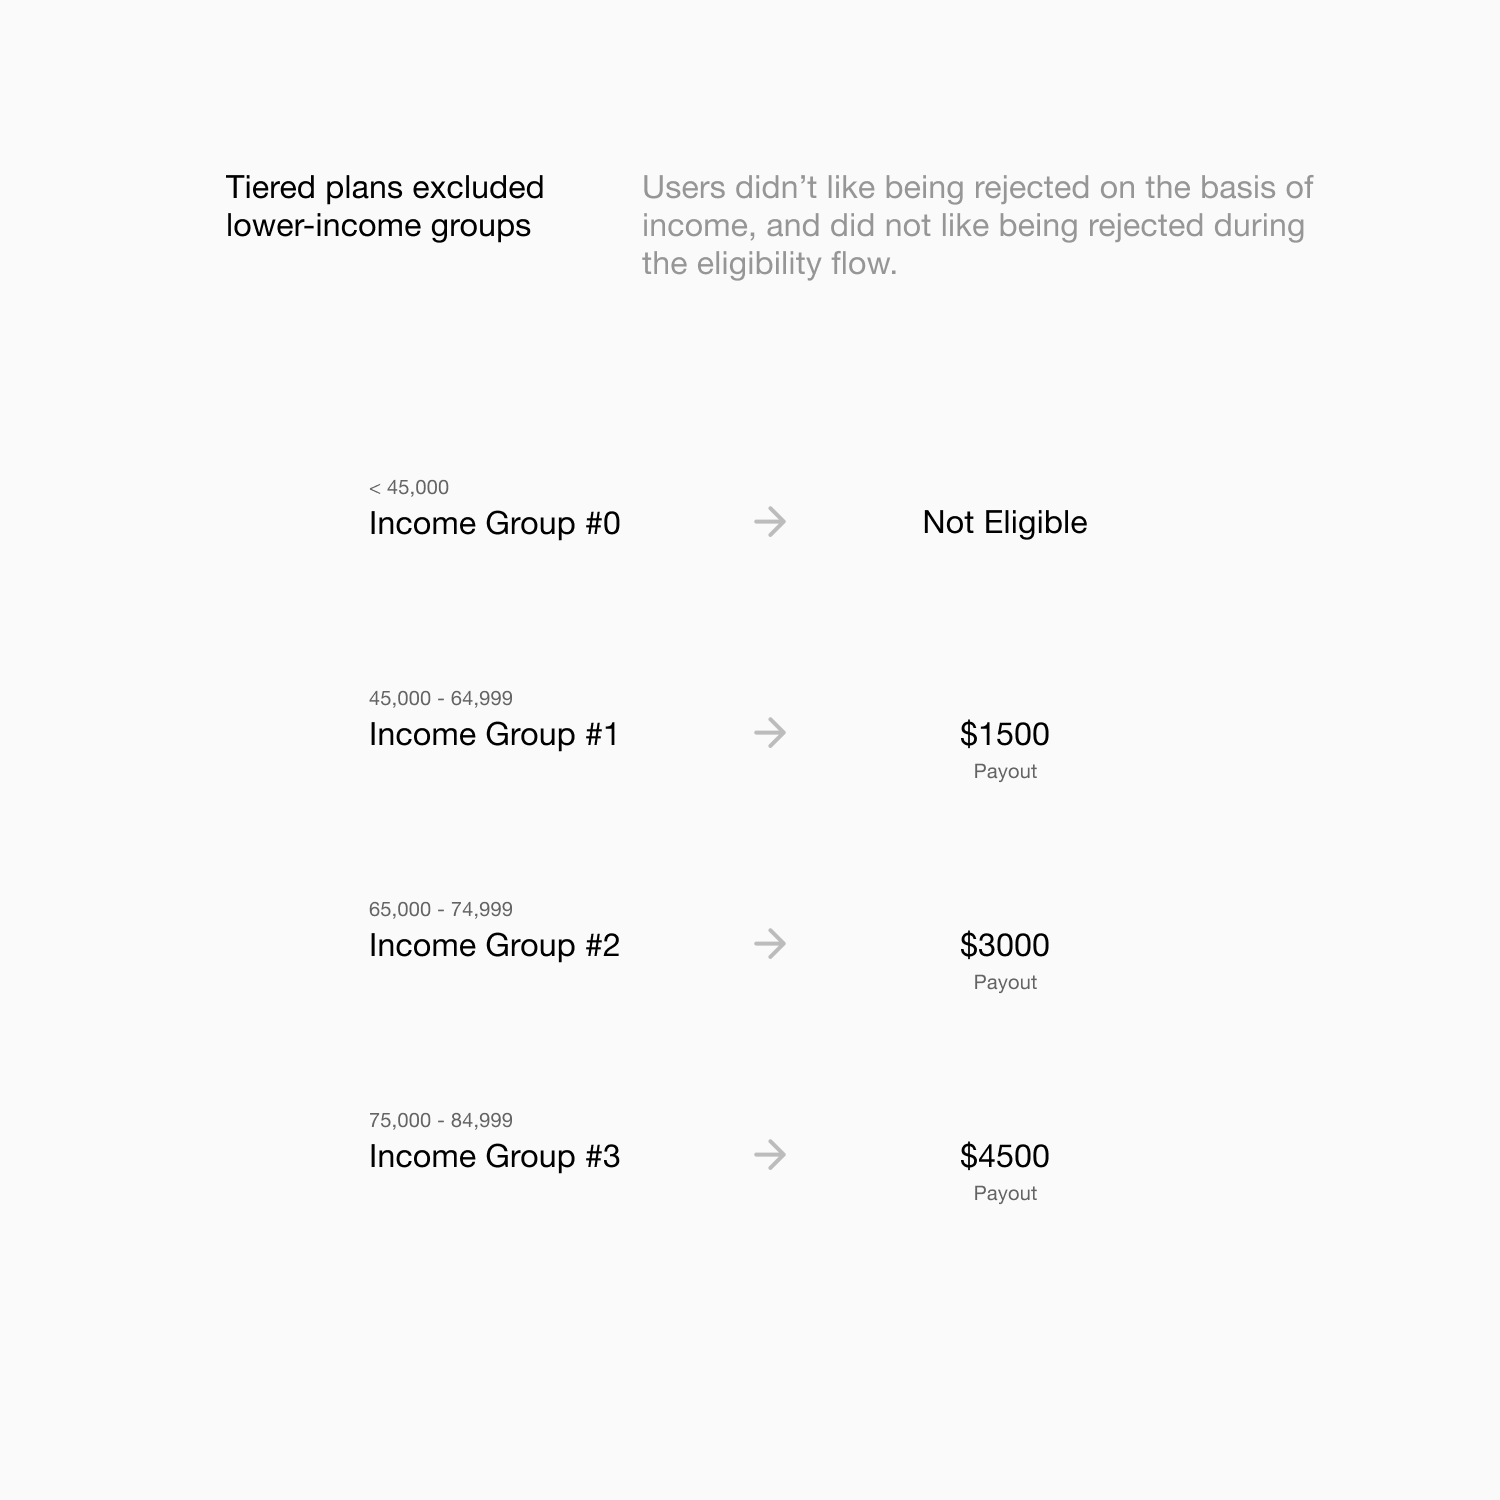 Tiered plans excluded
lower-income groups
Users didn’t like being rejected on the basis of
income, and did not like being rejected during
the eligibility flow.
< 45,000
Income Group #0
Not Eligible
45,000 - 64,999
Income Group #1
$1500
Payout
65,000 - 74,999
Income Group #2
$3000
Payout
75,000 - 84,999
Income Group #3
$4500
Payout